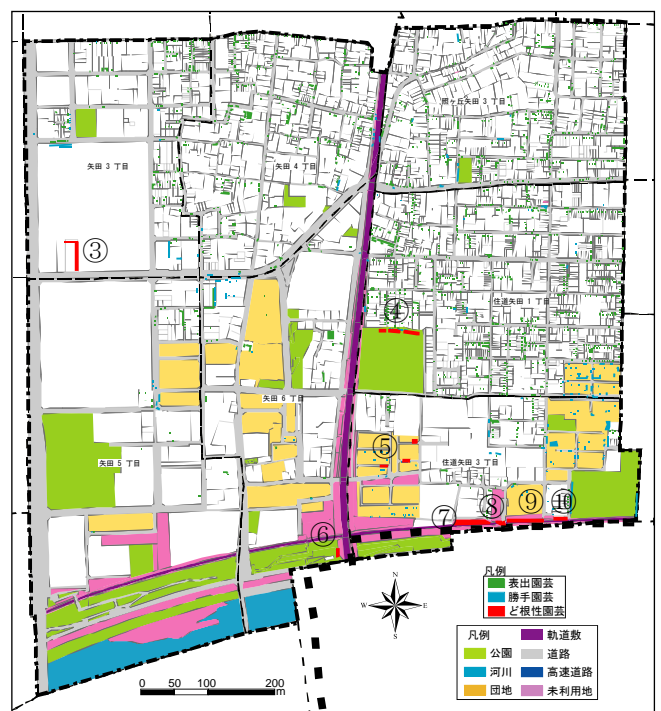 照ヶ丘矢田 3 丁目
矢田 3 丁目
矢田 4 丁目
③
住道矢田 1 丁目
④
矢田 6 丁目
⑤
矢田 5 丁目
住道矢田 3 丁目
⑥
⑦
⑧
⑨
⑩
凡例
表出園芸
勝手園芸
ど根性園芸
N
W
E
S
凡例
公園
河川
団地
軌道敷
道路
高速道路
未利用地
0 50 100 200
m